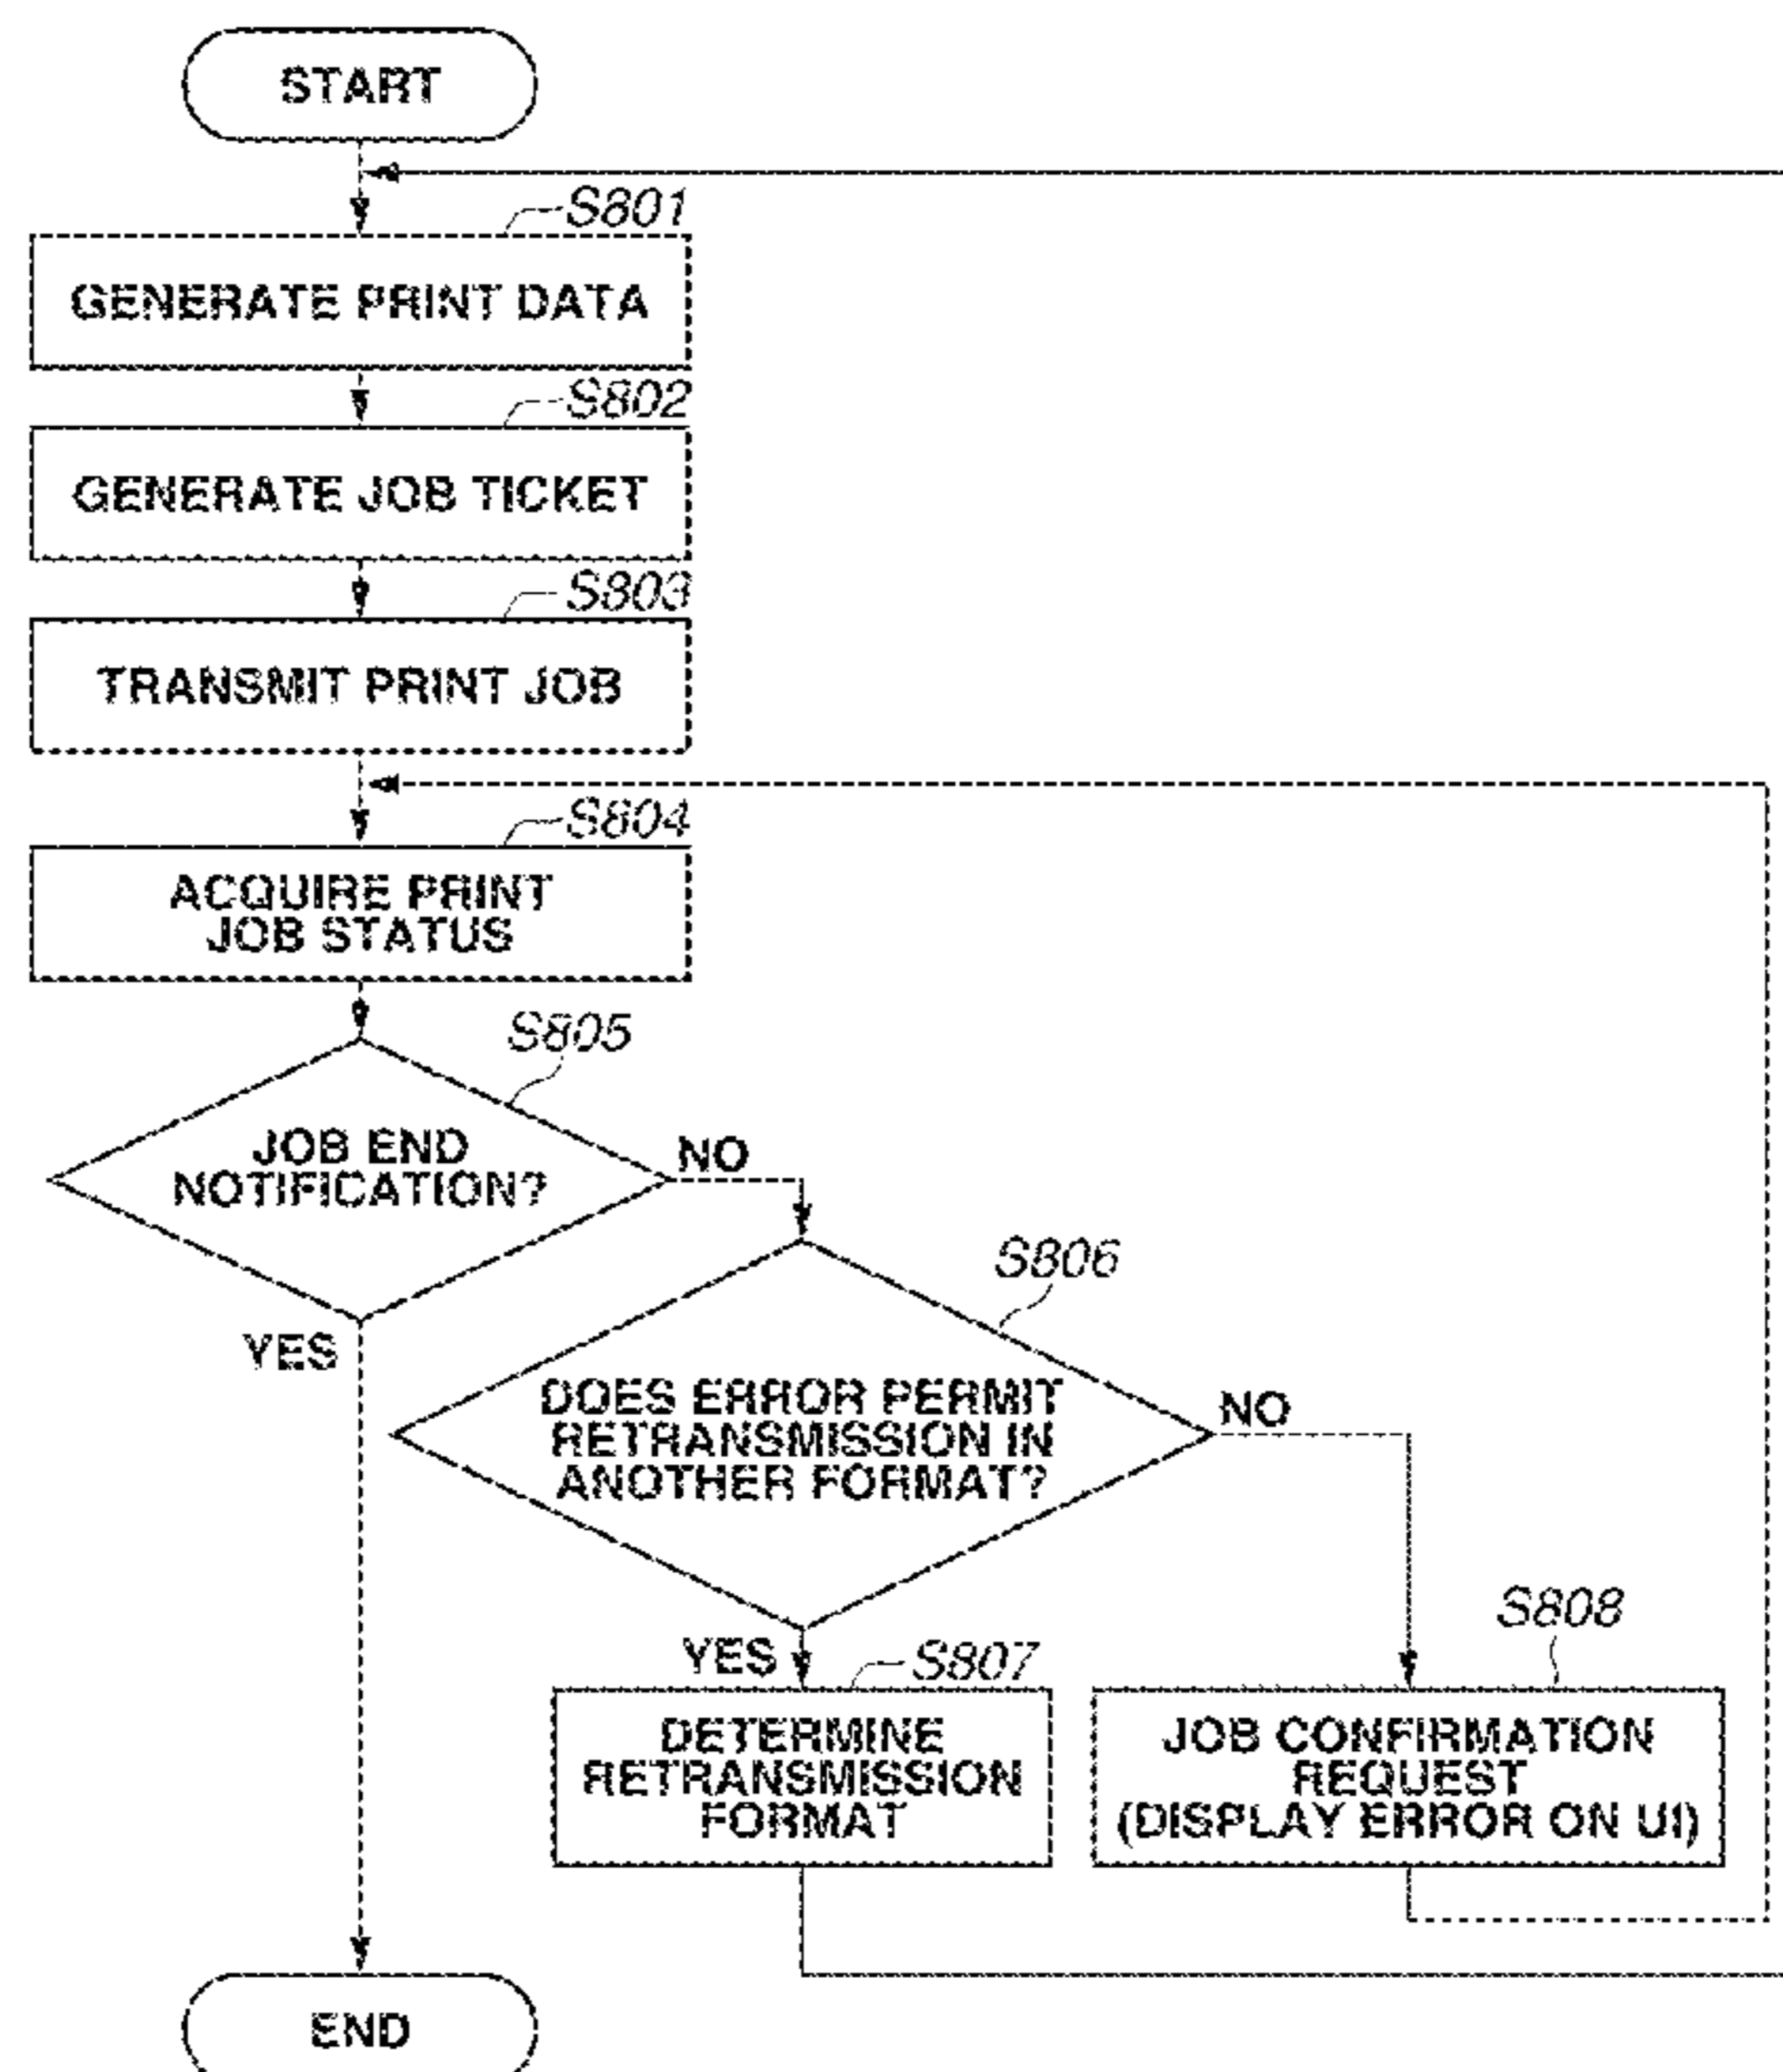 START
S801
GENERATE PRINT DATA
S802
GENERATE JOB TICKET
S803
TRANSMIT PRINT JOB
S804
ACQUIRE PRINT
JOB STATUS
S805
JOB END
NOTIFICATION?
NO
YES
S806
DOES ERROR PERMIT
RETRANSMISSION IN
ANOTHER FORMAT?
NO
YES
S807
DETERMINE
RETRANSMISSION
FORMAT
S808
JOB CONFIRMATION
REQUEST
(DISPLAY ERROR ON UI)
END